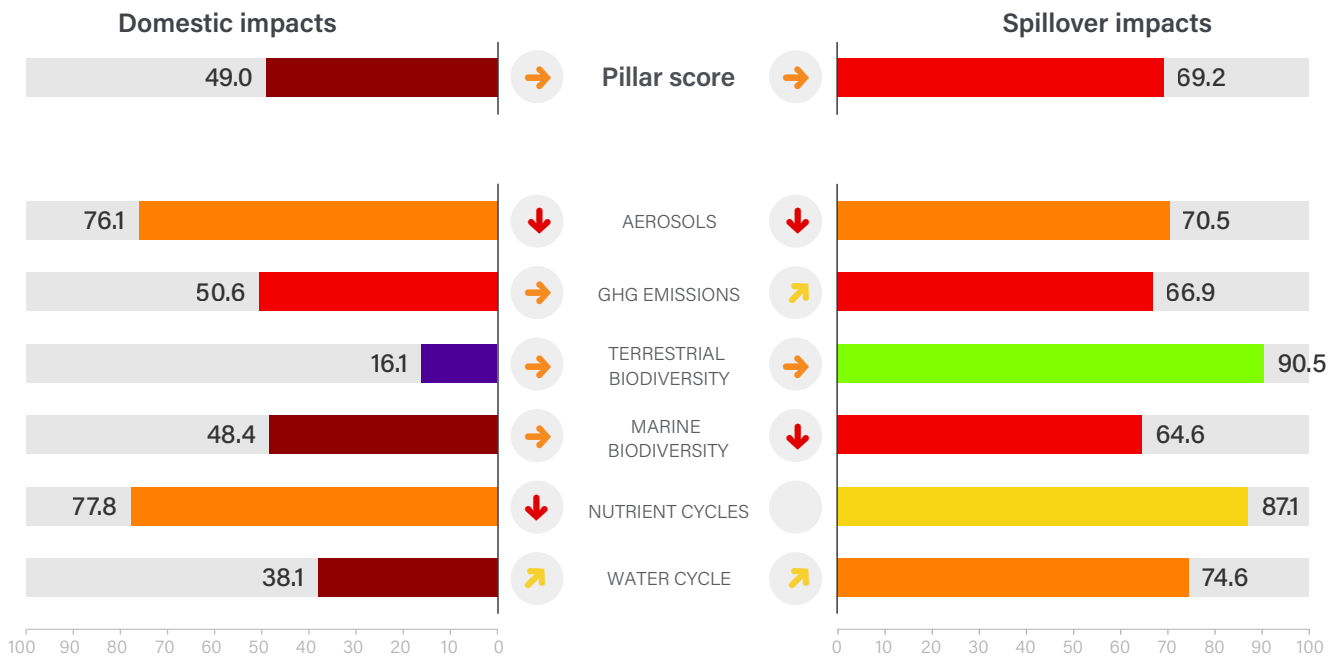 Domestic impacts
Spillover impacts
49.0
Pillar score
69.2
76.1
AEROSOLS
70.5
50.6
GHG EMISSIONS
66.9
16.1
TERRESTRIAL
BIODIVERSITY
90.5
48.4
MARINE
BIODIVERSITY
64.6
77.8
NUTRIENT CYCLES
87.1
38.1
WATER CYCLE
74.6
100 90 80 70 60 50 40 30 20 10 0
0 10 20 30 40 50 60 70 80 90 100